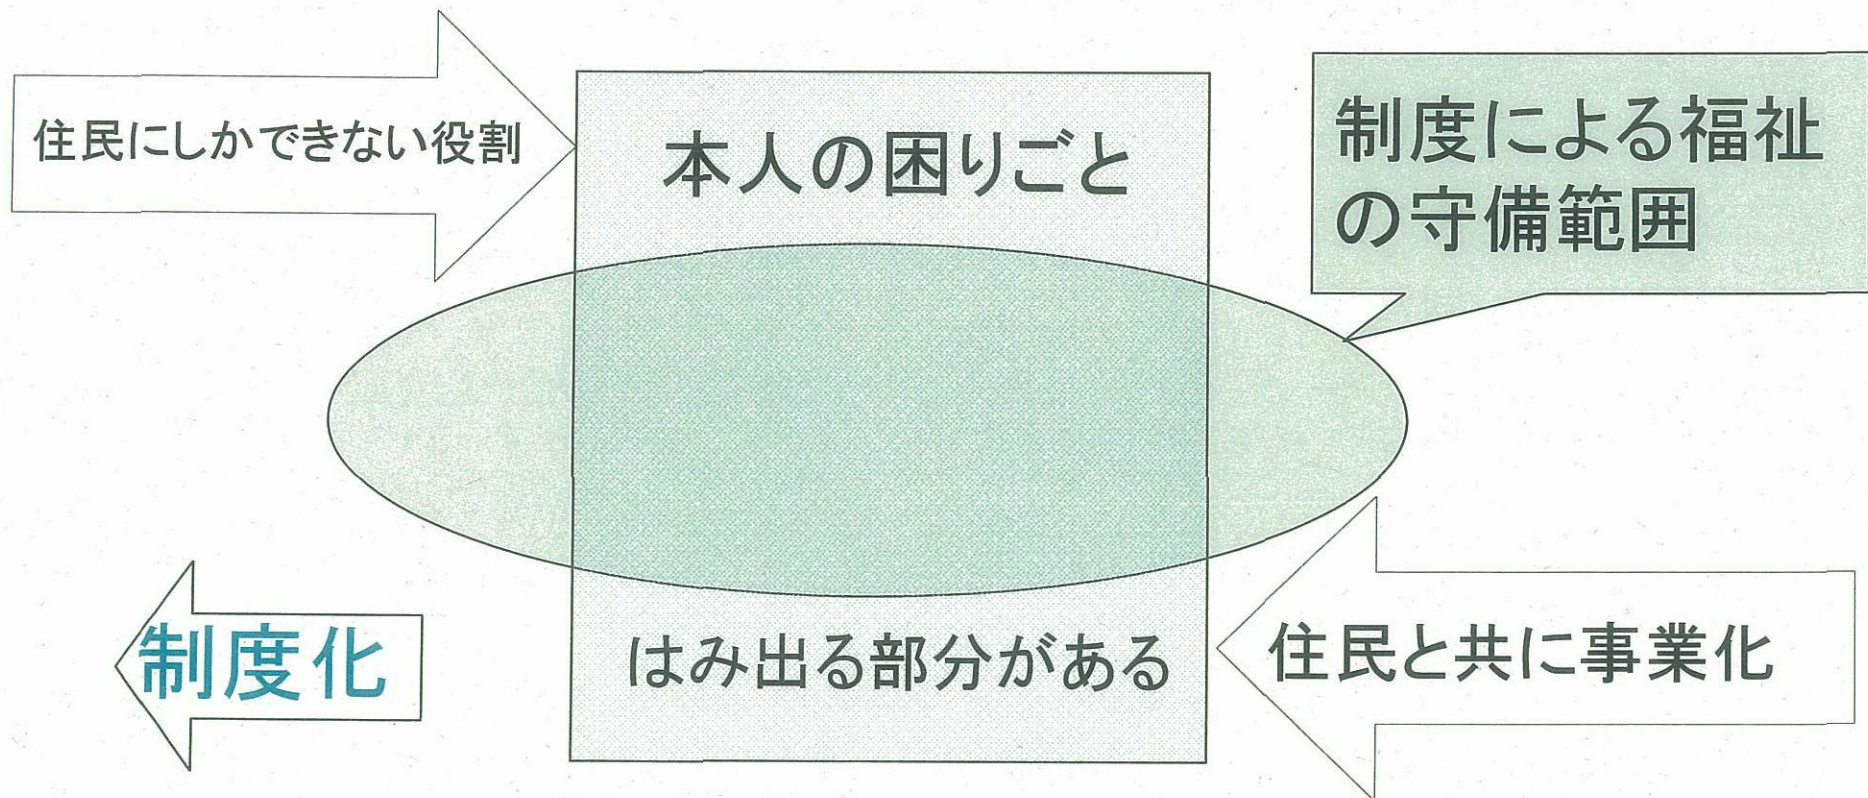 住民にしかできない役割
本人の困りごと
制度による福祉
の守備範囲
はみ出る部分がある
制度化
住民と共に事業化